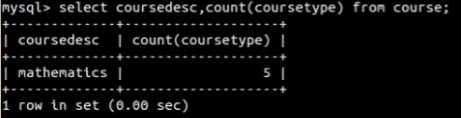 mysql> select coursedesc,count(coursetype) from course;
+-------------+-------------------+
| coursedesc  | count(coursetype) |
+-------------+-------------------+
| mathematics |                 5 |
+-------------+-------------------+
1 row in set (0.00 sec)